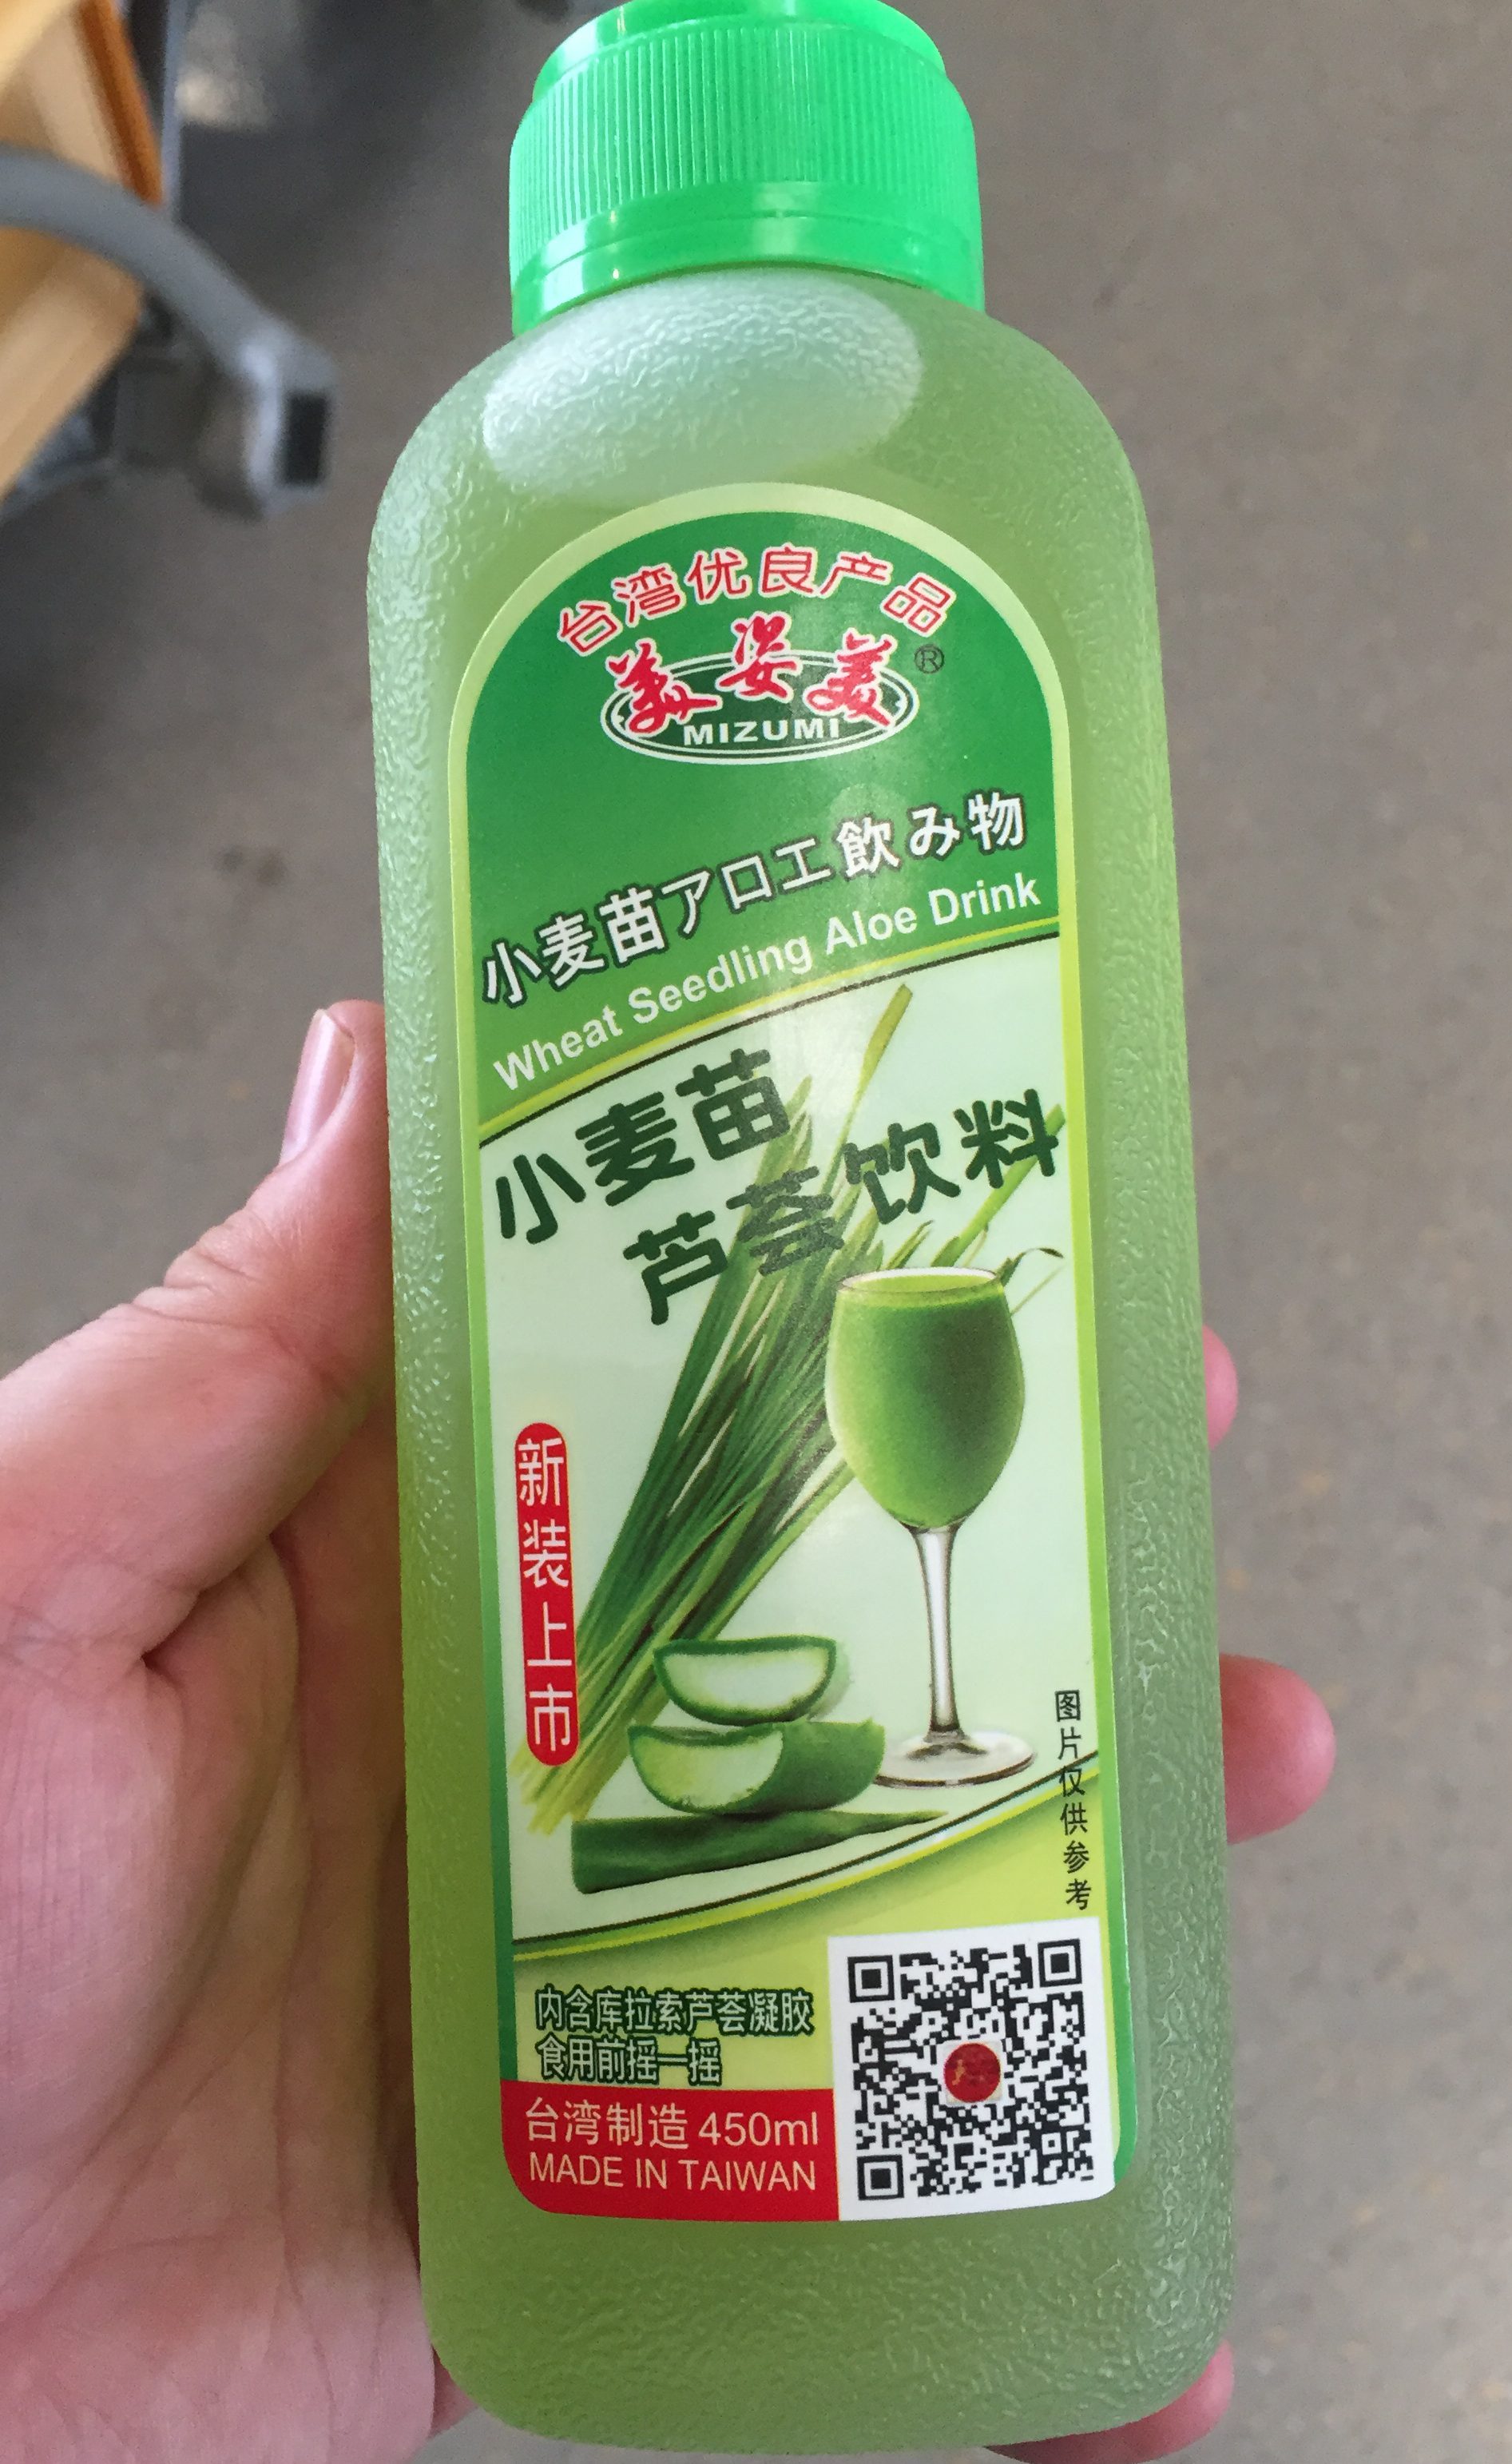 台湾优良产品
美姿美®
MIZUMI
小麦苗アロエ飲み物
Wheat Seedling Aloe Drink
小麦苗
芦荟饮料
新装上市
图片仅供参考
内含库拉索芦荟凝胶
食用前摇一摇
台湾制造 450ml
MADE IN TAIWAN